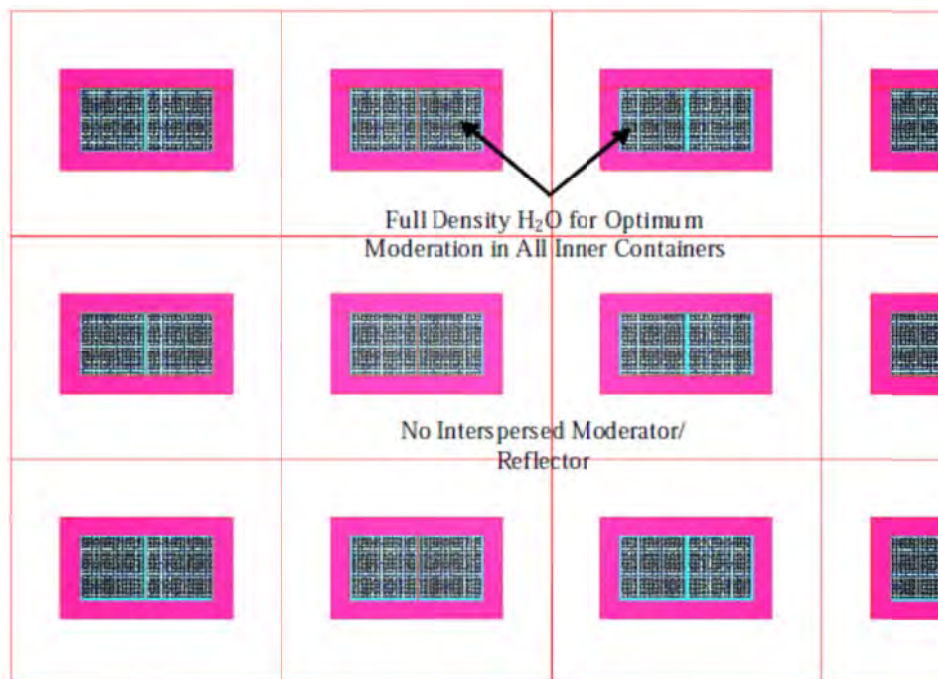 Full Density H₂O for Optimum
Moderation in All Inner Containers
No Interspersed Moderator/
Reflector